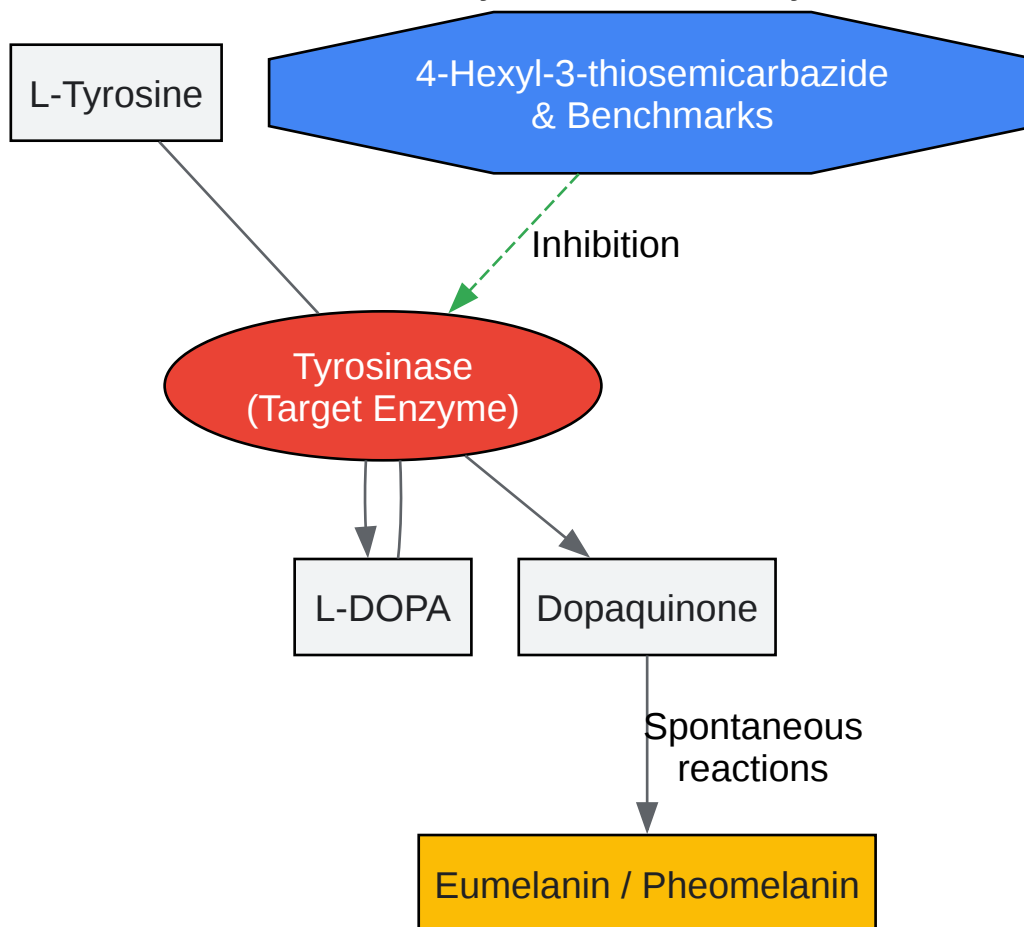 L-Tyrosine
4-Hexyl-3-thiosemicarbazide
& Benchmarks
Inhibition
Tyrosinase
(Target Enzyme)
L-DOPA
Dopaquinone
Spontaneous
reactions
Eumelanin / Pheomelanin